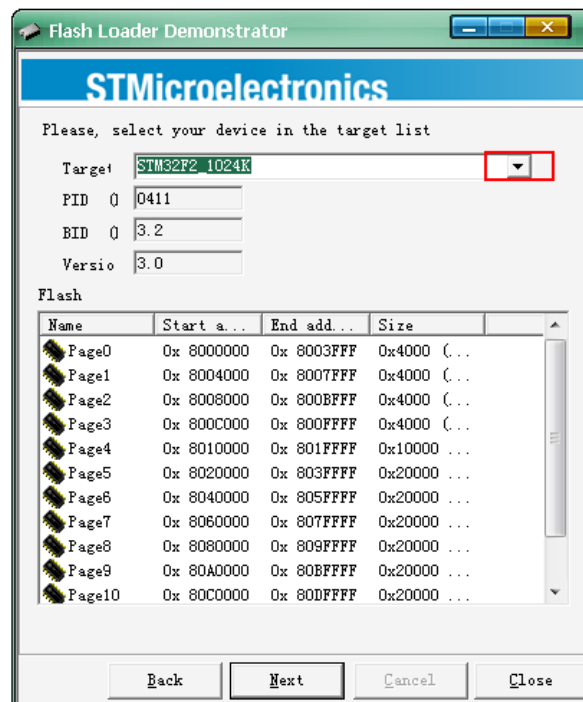 Flash Loader Demonstrator
STMicroelectronics
Please, select your device in the target list
Target STM32F2_1024K
PID () 0411
BID () 3.2
Versio 3.0
Flash
Name Start a... End add... Size
Page0 0x 8000000 0x 8003FFF 0x4000 (...
Page1 0x 8004000 0x 8007FFF 0x4000 (...
Page2 0x 8008000 0x 800BFFF 0x4000 (...
Page3 0x 800C000 0x 800FFFF 0x4000 (...
Page4 0x 8010000 0x 801FFFF 0x10000 ...
Page5 0x 8020000 0x 803FFFF 0x20000 ...
Page6 0x 8040000 0x 805FFFF 0x20000 ...
Page7 0x 8060000 0x 807FFFF 0x20000 ...
Page8 0x 8080000 0x 809FFFF 0x20000 ...
Page9 0x 80A0000 0x 80BFFFF 0x20000 ...
Page10 0x 80C0000 0x 80DFFFF 0x20000 ...
Back Next Cancel Close